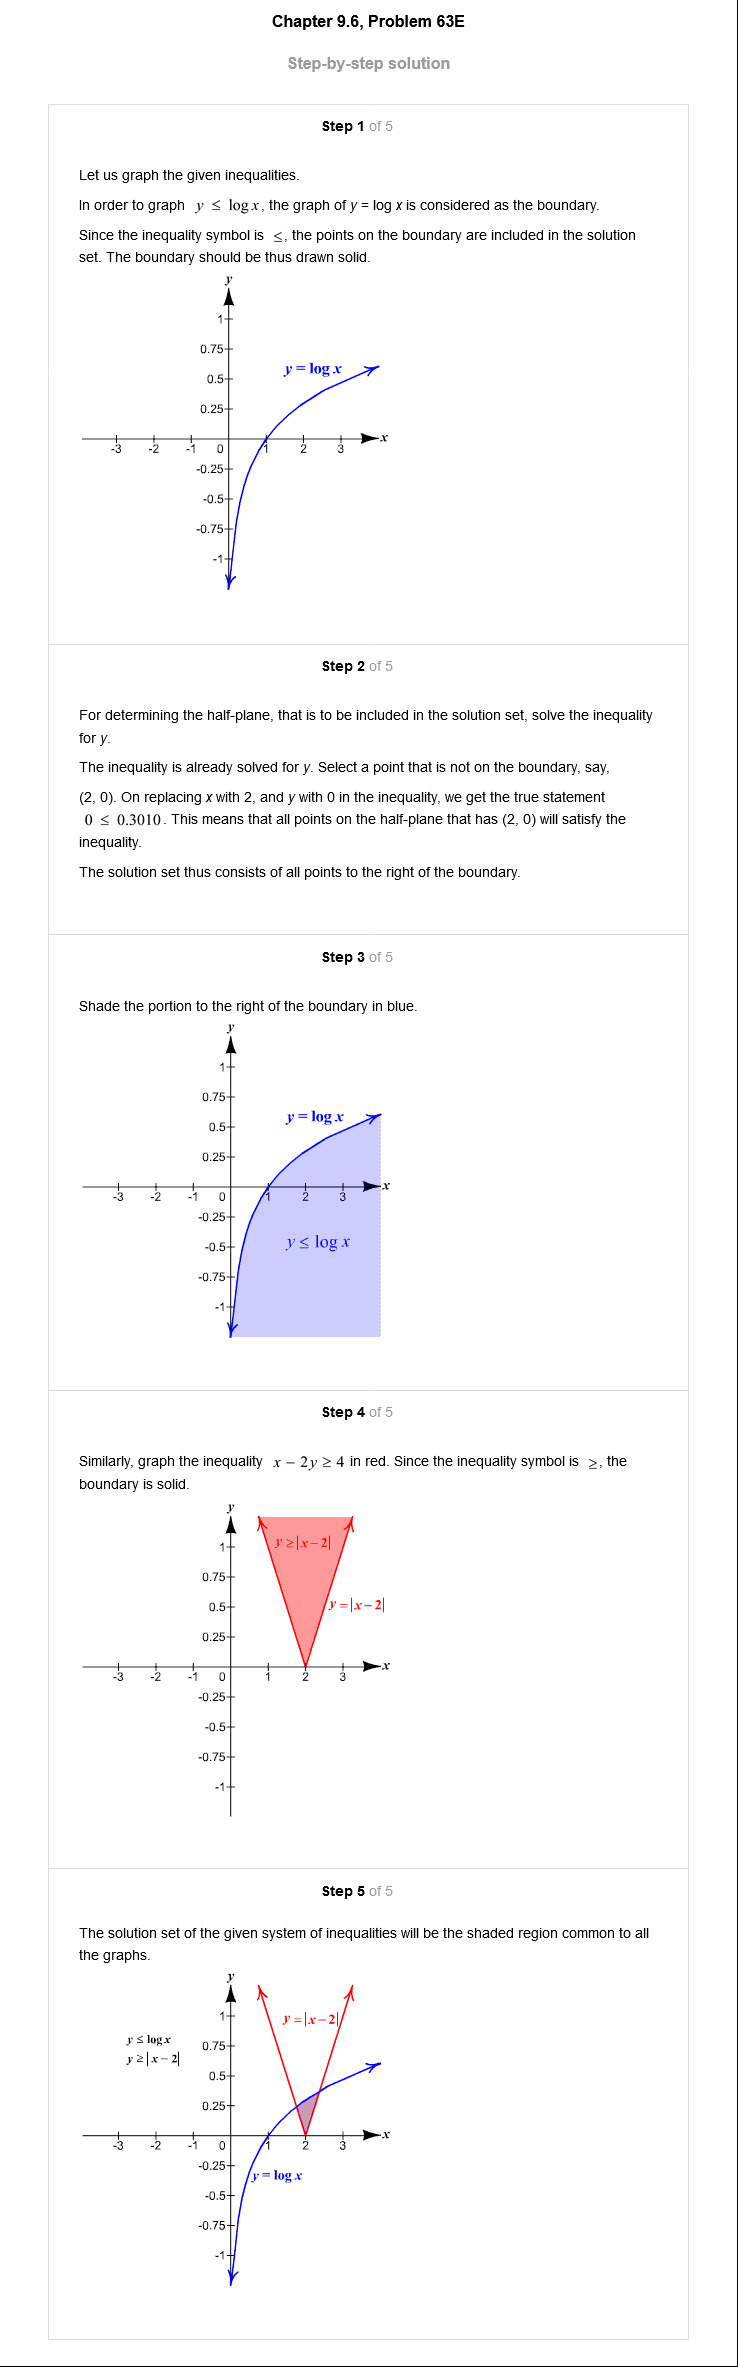 Chapter 9.6, Problem 63E
Step-by-step solution
Step 1 of 5
Let us graph the given inequalities.
In order to graph y ≤ log x, the graph of y = log x is considered as the boundary.
Since the inequality symbol is ≤, the points on the boundary are included in the solution
set. The boundary should be thus drawn solid.
y
1
0.75
y = log x
0.5
0.25
x
-3 -2 -1 0 1 2 3
-0.25
-0.5
-0.75
-1
Step 2 of 5
For determining the half-plane, that is to be included in the solution set, solve the inequality
for y.
The inequality is already solved for y. Select a point that is not on the boundary, say,
(2, 0). On replacing x with 2, and y with 0 in the inequality, we get the true statement
0 ≤ 0.3010. This means that all points on the half-plane that has (2, 0) will satisfy the
inequality.
The solution set thus consists of all points to the right of the boundary.
Step 3 of 5
Shade the portion to the right of the boundary in blue.
y
1
0.75
y = log x
0.5
0.25
x
-3 -2 -1 0 1 2 3
-0.25
y ≤ log x
-0.5
-0.75
-1
Step 4 of 5
Similarly, graph the inequality x − 2y ≥ 4 in red. Since the inequality symbol is ≥, the
boundary is solid.
y
y ≥ |x − 2|
1
0.75
0.5
y = |x − 2|
0.25
x
-3 -2 -1 0 1 2 3
-0.25
-0.5
-0.75
-1
Step 5 of 5
The solution set of the given system of inequalities will be the shaded region common to all
the graphs.
y
1
y = |x − 2|
y ≤ log x
0.75
y ≥ |x − 2|
0.5
0.25
x
-3 -2 -1 0 1 2 3
-0.25
y = log x
-0.5
-0.75
-1